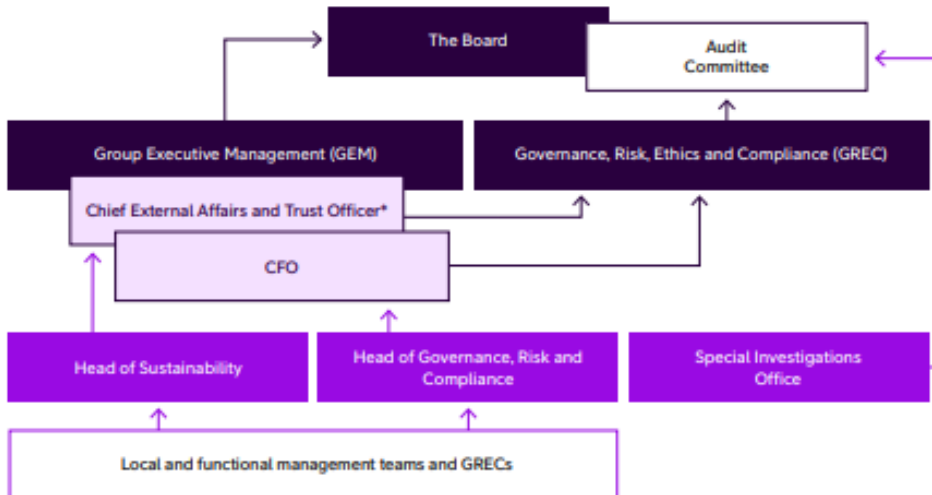 The Board
Audit
Committee
Group Executive Management (GEM)
Governance, Risk, Ethics and Compliance (GREC)
Chief External Affairs and Trust Officer*
CFO
Head of Sustainability
Head of Governance, Risk and
Compliance
Special Investigations
Office
Local and functional management teams and GRECs